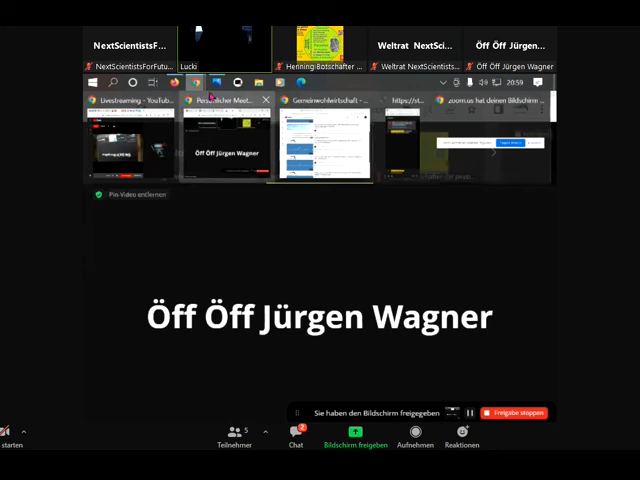 NextScientistsF...
Weltrat NextSci...
Öff Öff Jürgen...
NextScientistsForFutu...
Lucki
Henning Botschafter ...
Weltrat NextScientists...
Öff Öff Jürgen Wagner
20:59
Livestreaming - YouTub...
Persönlicher Meet...
Gemeinwohlwirtschaft - ...
https://st...
zoom.us hat deinen Bildschirm ...
Öff Öff Jürgen Wagner
Pin-Video entfernen
Öff Öff Jürgen Wagner
Sie haben den Bildschirm freigegeben
Freigabe stoppen
starten
5
Teilnehmer
2
Chat
Bildschirm freigeben
Aufnehmen
Reaktionen